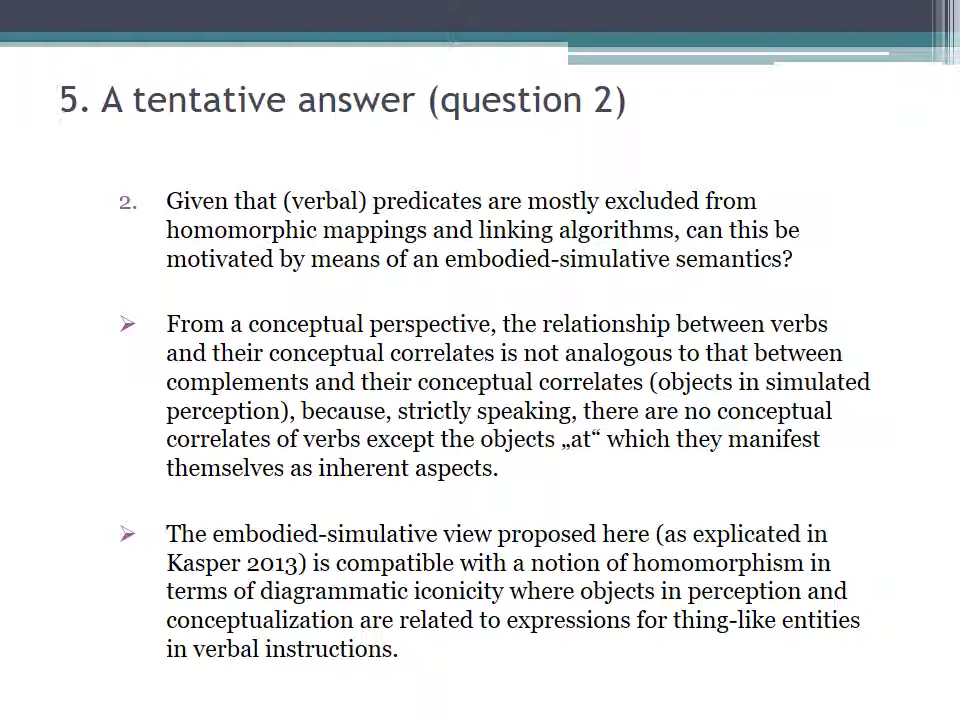 5. A tentative answer (question 2)
2. Given that (verbal) predicates are mostly excluded from
homomorphic mappings and linking algorithms, can this be
motivated by means of an embodied-simulative semantics?
➢ From a conceptual perspective, the relationship between verbs
and their conceptual correlates is not analogous to that between
complements and their conceptual correlates (objects in simulated
perception), because, strictly speaking, there are no conceptual
correlates of verbs except the objects „at“ which they manifest
themselves as inherent aspects.
➢ The embodied-simulative view proposed here (as explicated in
Kasper 2013) is compatible with a notion of homomorphism in
terms of diagrammatic iconicity where objects in perception and
conceptualization are related to expressions for thing-like entities
in verbal instructions.